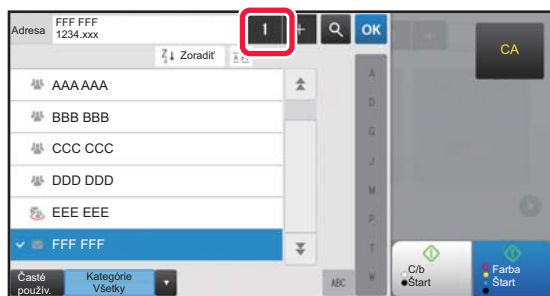 Adresa
FFF FFF
1234.xxx
1
+
OK
CA
Z↓ Zoradiť
AAA AAA
BBB BBB
CCC CCC
DDD DDD
EEE EEE
FFF FFF
A
D
G
J
M
P
T
W
Časté
použív.
Kategórie
Všetky
ABC
C/b
Štart
Farba
Štart